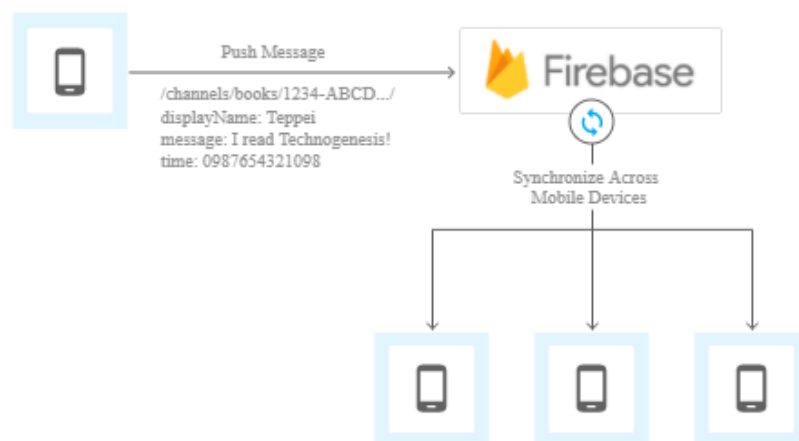 Push Message
/channels/books/1234-ABCD.../
displayName: Teppei
message: I read Technogenesis!
time: 0987654321098
Firebase
Synchronize Across
Mobile Devices